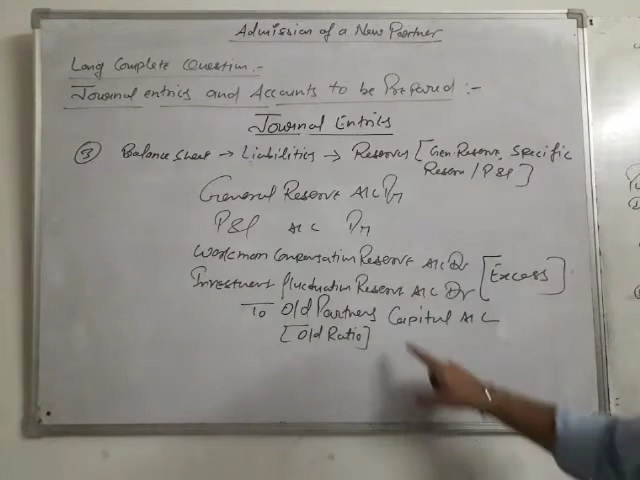 Admission of a New Partner
Long Complete Question:-
Journal entries and Accounts to be Prepared:-
Journal Entries
③ Balance Sheet → Liabilities → Reserves [Gen. Reserve, Specific
Reserve / P&L]
General Reserve A/C Dr
P&L A/C Dr
Workmen Compensation Reserve A/C Dr
Investment fluctuation Reserve A/C Dr [Excess]
To Old Partners Capital A/C
[Old Ratio]